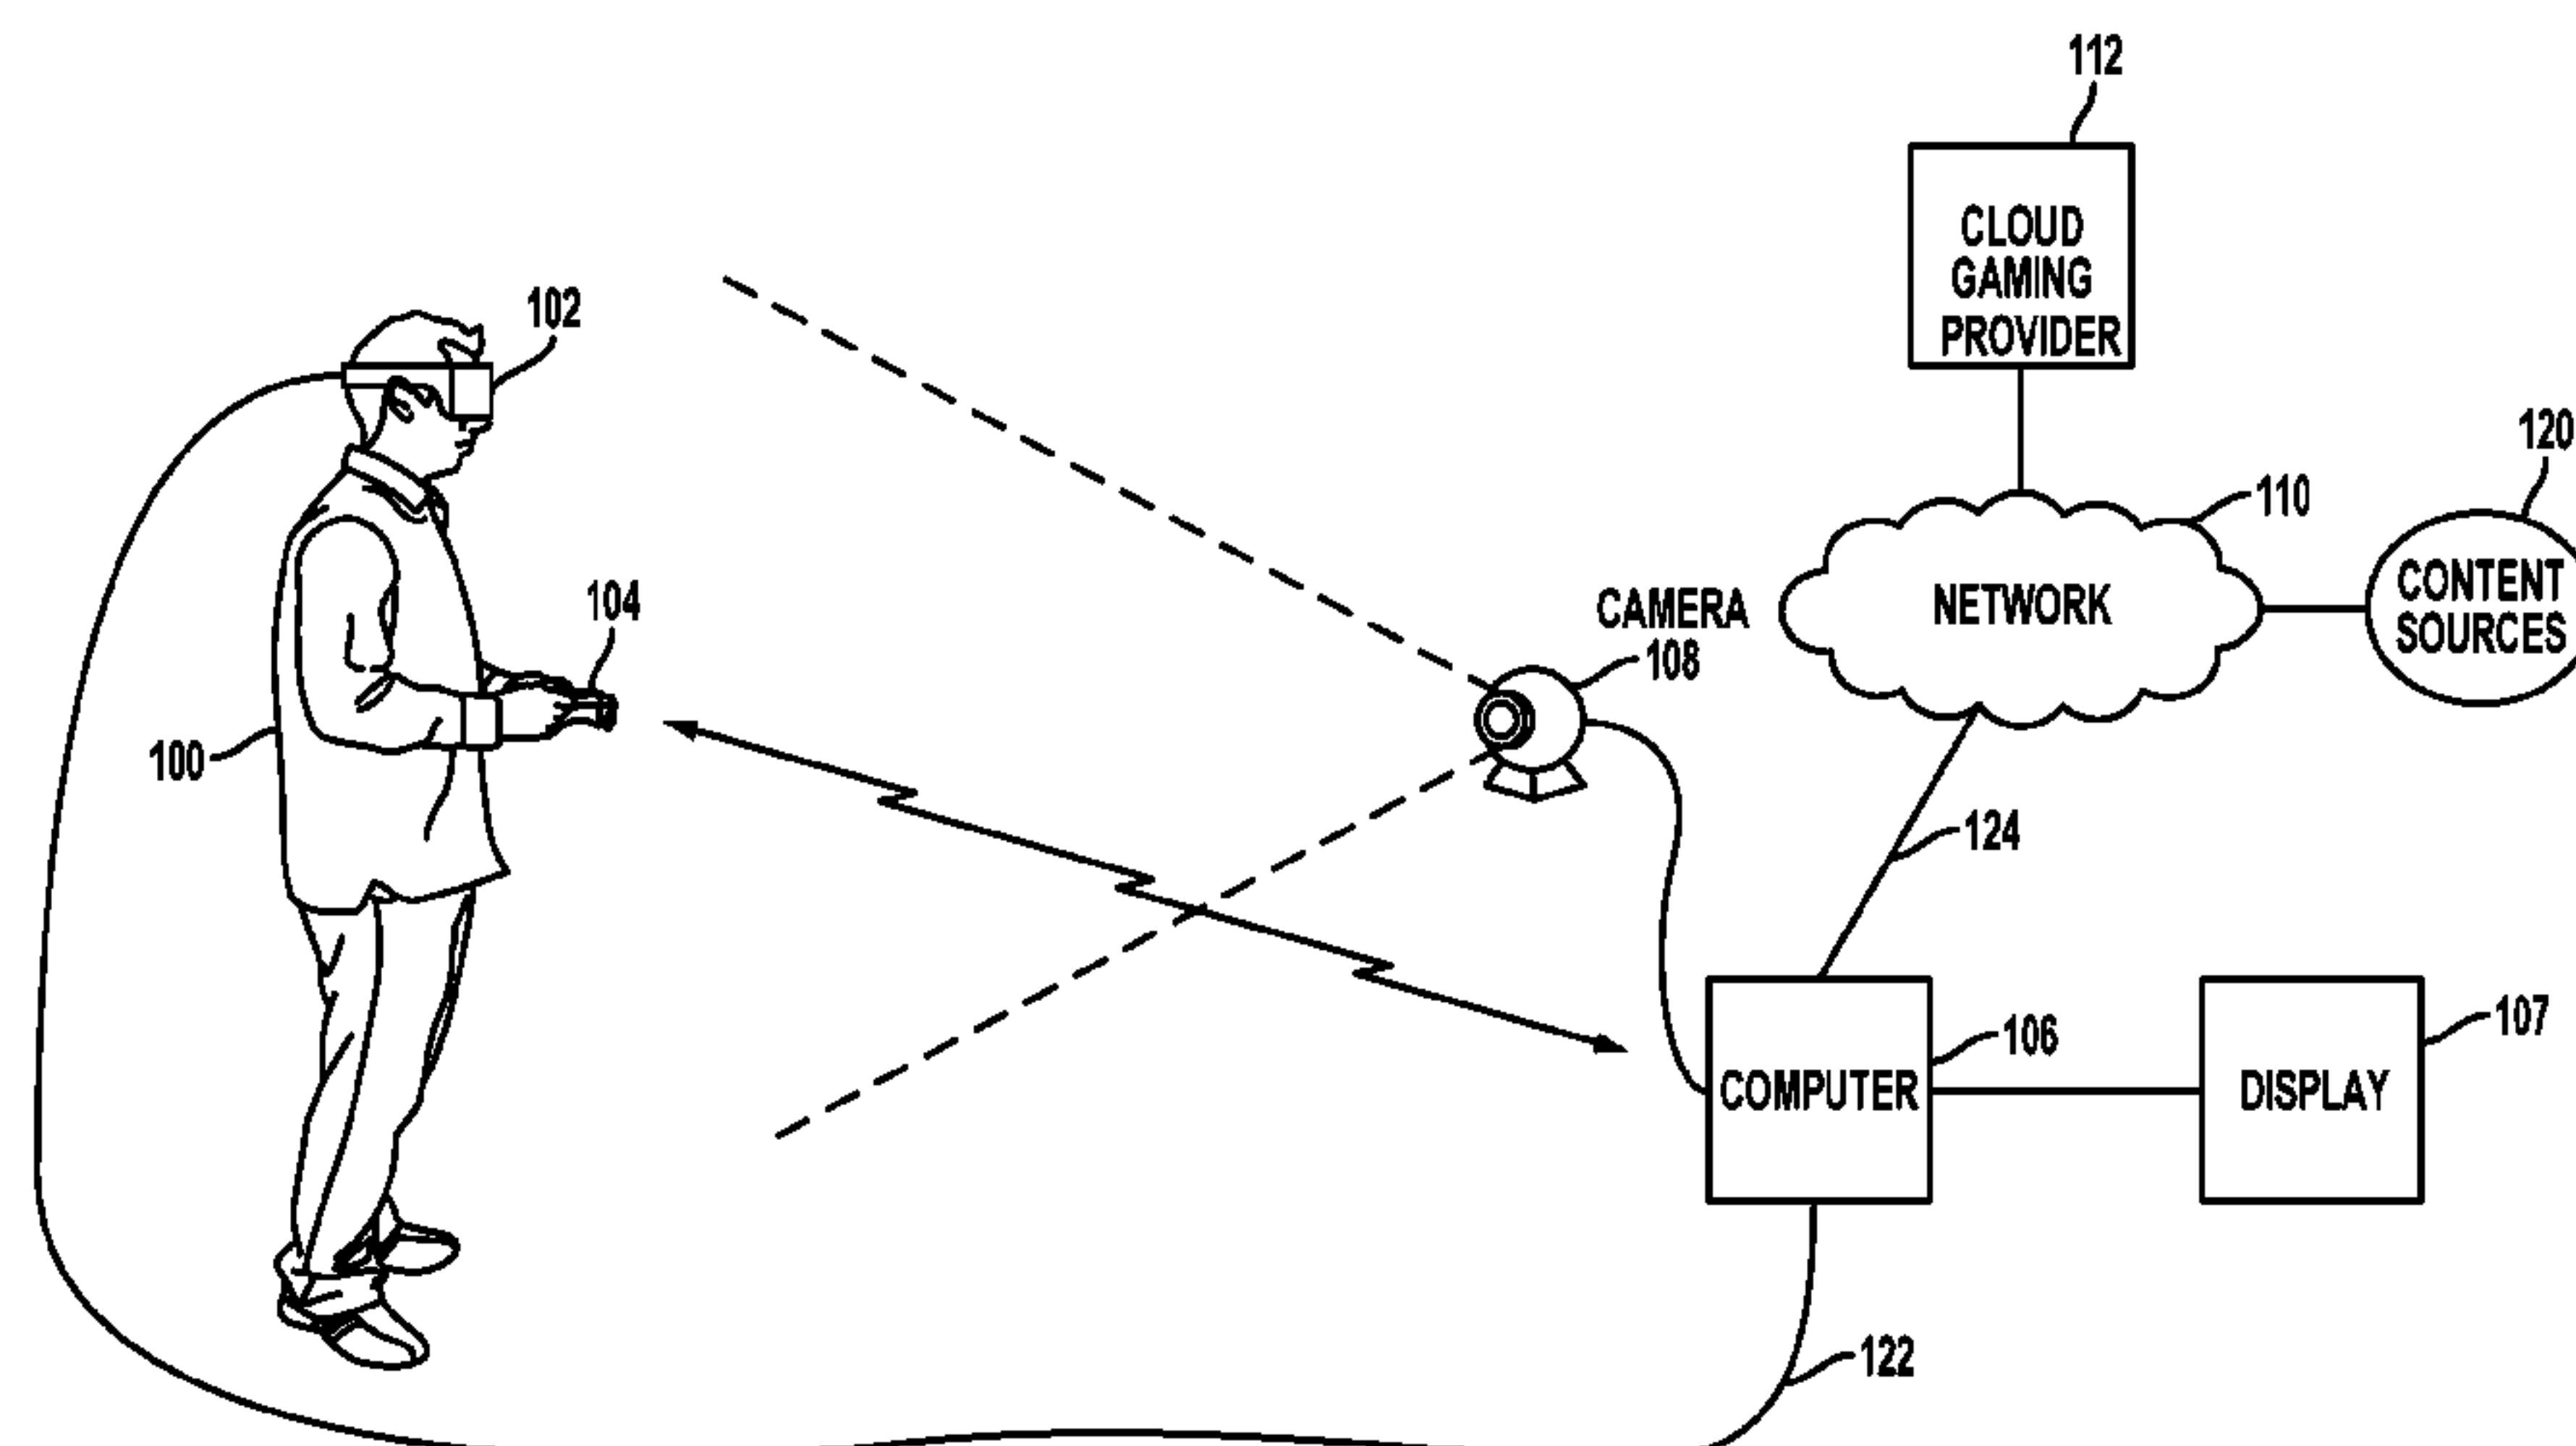 112
CLOUD
GAMING
PROVIDER
102
120
110
CONTENT
SOURCES
NETWORK
CAMERA
108
104
100
124
106
107
COMPUTER
DISPLAY
122